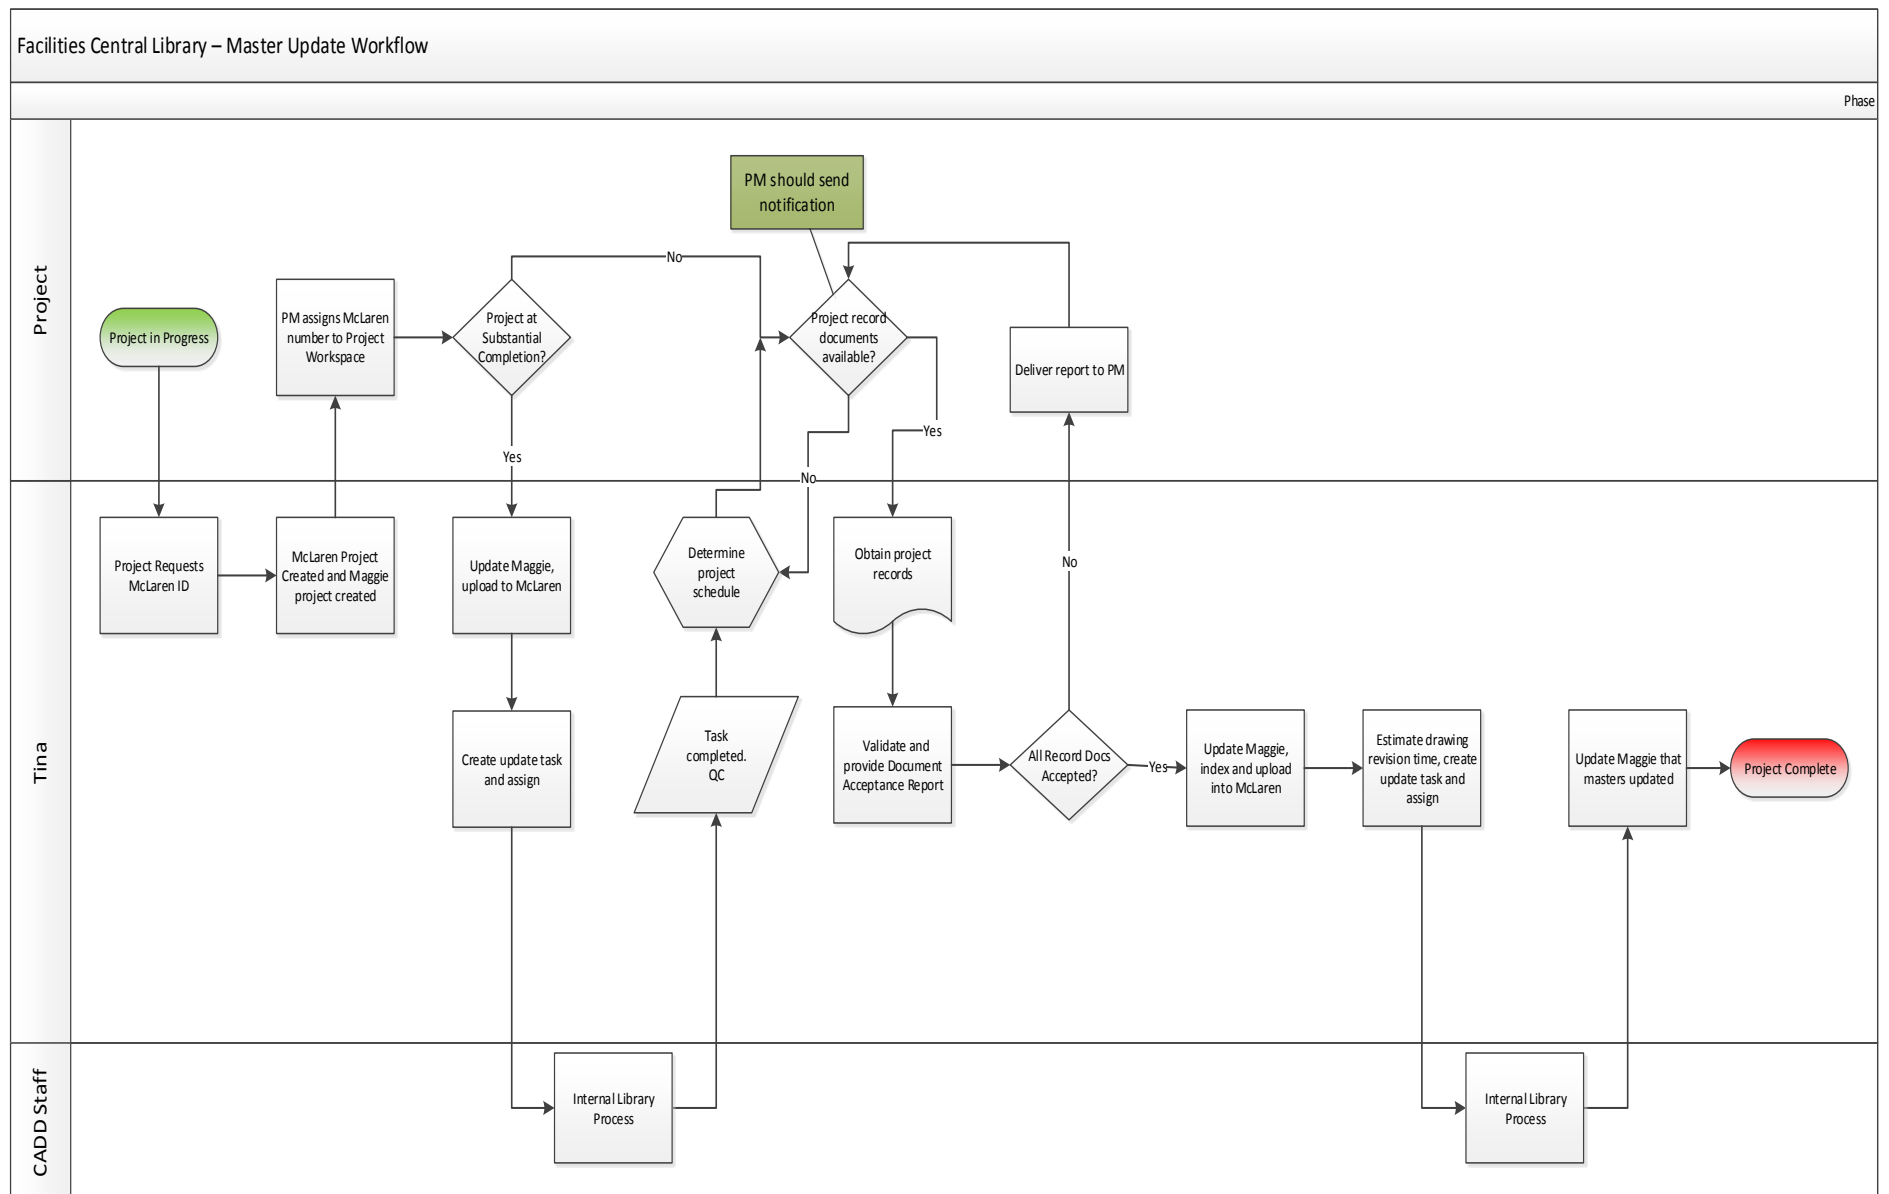 Facilities Central Library – Master Update Workflow
Phase
Project
PM should send
notification
No
Project in Progress
PM assigns McLaren
number to Project
Workspace
Project at
Substantial
Completion?
Project record
documents
available?
Deliver report to PM
Yes
Yes
No
Tina
Project Requests
McLaren ID
McLaren Project
Created and Maggie
project created
Update Maggie,
upload to McLaren
Determine
project
schedule
Obtain project
records
No
Create update task
and assign
Task
completed.
QC
Validate and
provide Document
Acceptance Report
All Record Docs
Accepted?
Yes
Update Maggie,
index and upload
into McLaren
Estimate drawing
revision time, create
update task and
assign
Update Maggie that
masters updated
Project Complete
CADD Staff
Internal Library
Process
Internal Library
Process